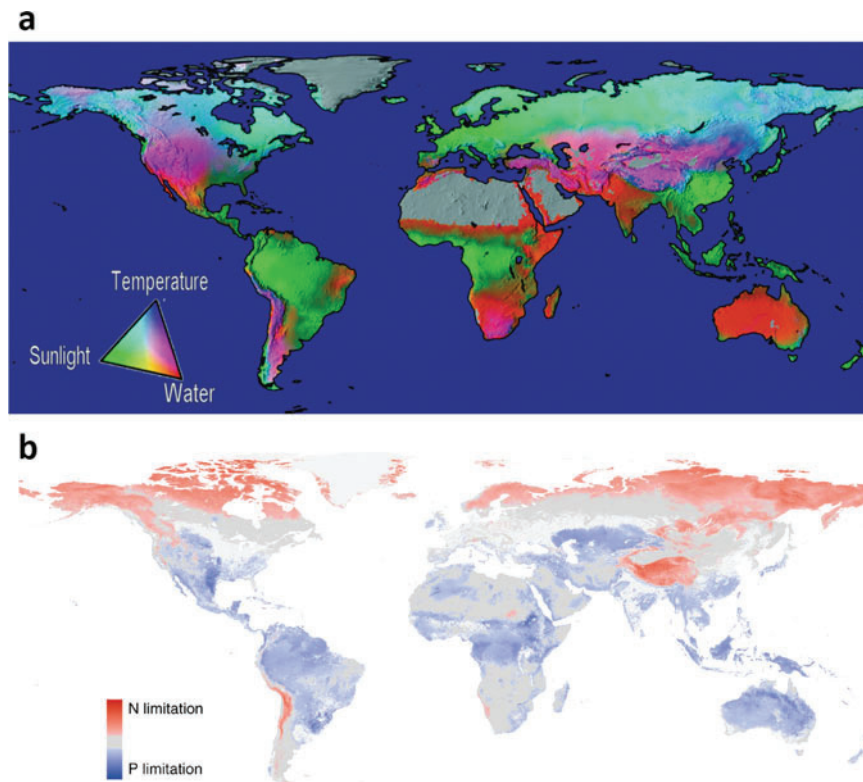 a
Temperature
Sunlight
Water
b
N limitation
P limitation